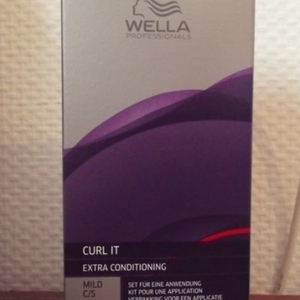 WELLA
PROFESSIONALS
CURL IT
EXTRA CONDITIONING
MILD
C/S
SET FÜR EINE ANWENDUNG
KIT POUR UNE APPLICATION
VERPAKKING VOOR EEN APPLICATIE